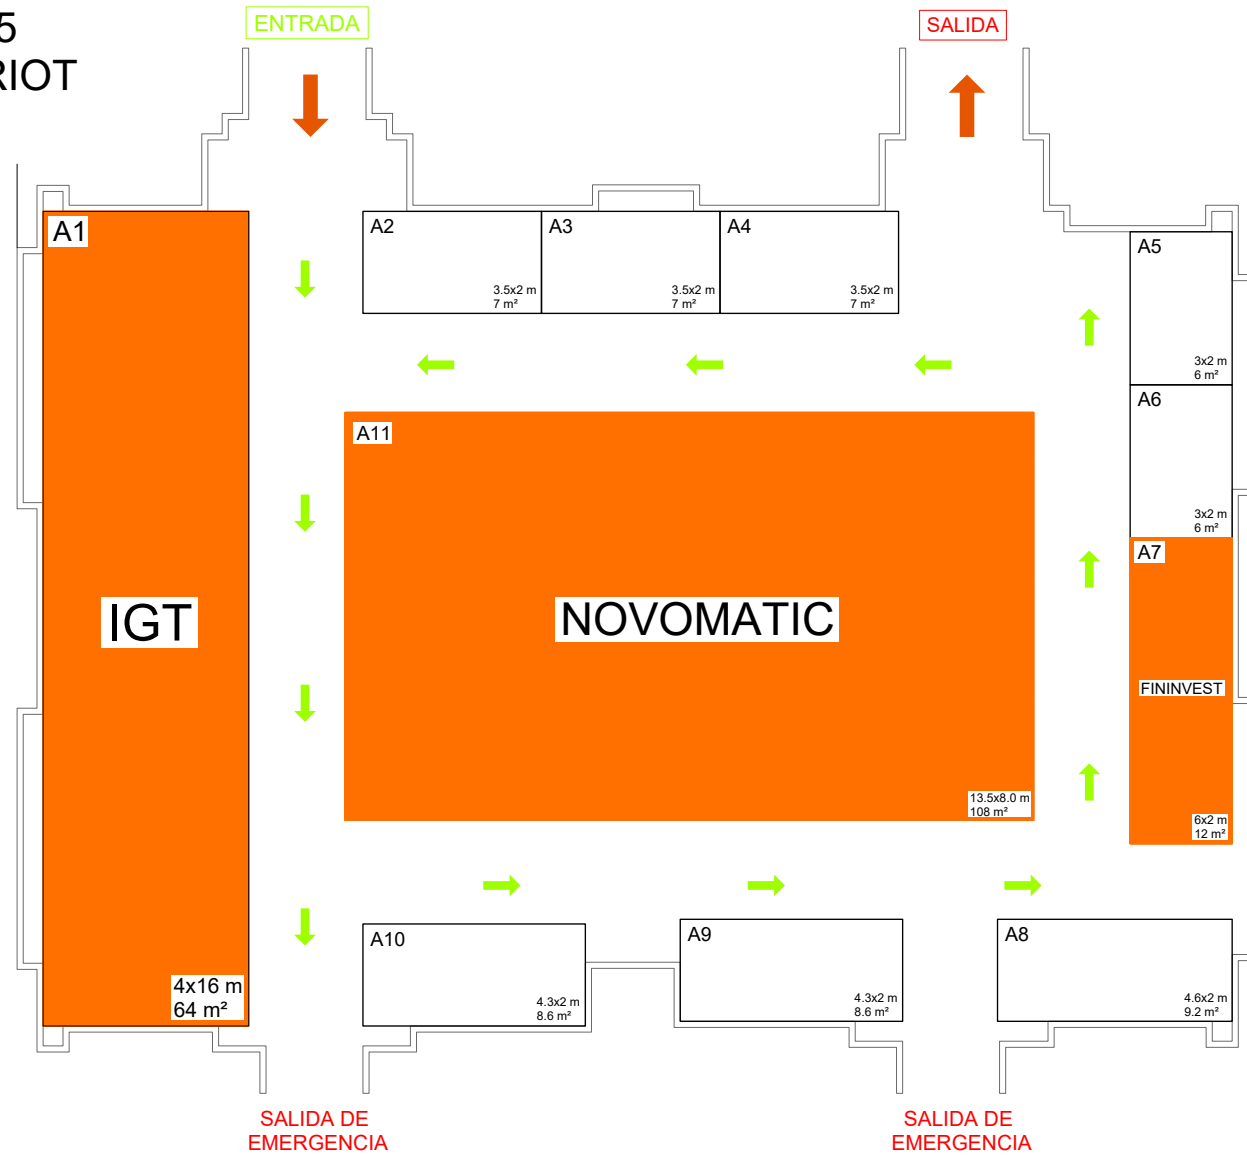 5
RIOT
ENTRADA
SALIDA
A1
A2
3.5x2 m
7 m²
A3
3.5x2 m
7 m²
A4
3.5x2 m
7 m²
A5
3x2 m
6 m²
A6
3x2 m
6 m²
A11
NOVOMATIC
13.5x8.0 m
108 m²
IGT
4x16 m
64 m²
A7
FININVEST
6x2 m
12 m²
A10
4.3x2 m
8.6 m²
A9
4.3x2 m
8.6 m²
A8
4.6x2 m
9.2 m²
SALIDA DE
EMERGENCIA
SALIDA DE
EMERGENCIA